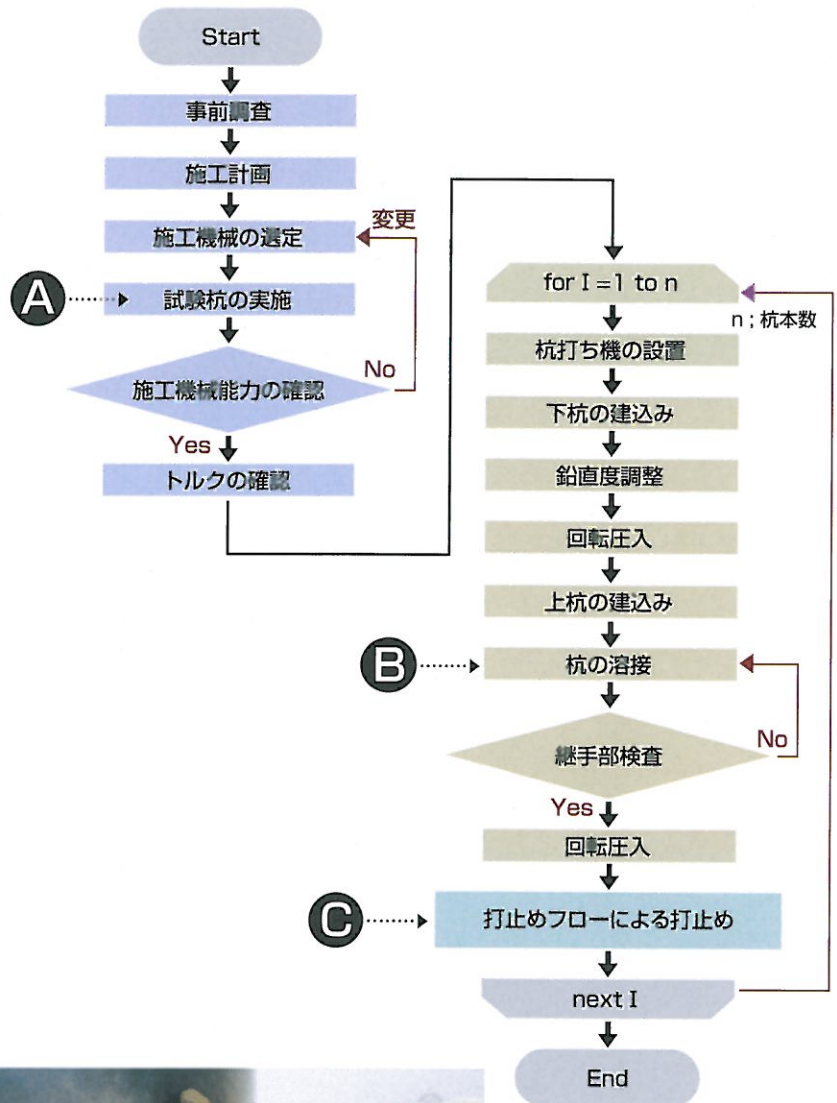 Start
事前調査
施工計画
施工機械の選定
変更
A
試験杭の実施
施工機械能力の確認
No
Yes
トルクの確認
for I =1 to n
n ; 杭本数
杭打ち機の設置
下杭の建込み
鉛直度調整
回転圧入
上杭の建込み
B
杭の溶接
継手部検査
No
Yes
回転圧入
C
打止めフローによる打止め
next I
End